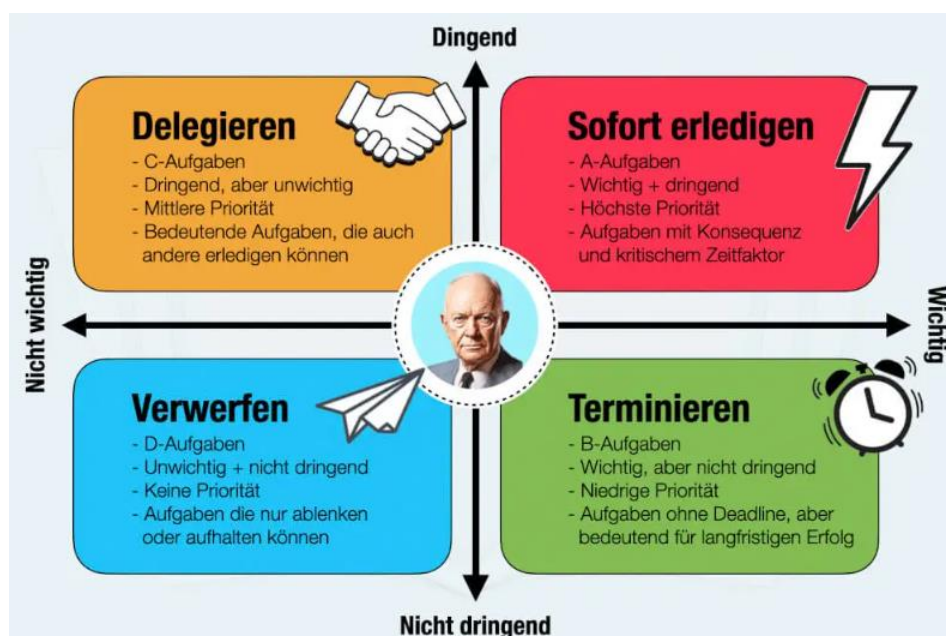 Dingend
Delegieren
- C-Aufgaben
- Dringend, aber unwichtig
- Mittlere Priorität
- Bedeutende Aufgaben, die auch
andere erledigen können
Sofort erledigen
- A-Aufgaben
- Wichtig + dringend
- Höchste Priorität
- Aufgaben mit Konsequenz
und kritischem Zeitfaktor
Nicht wichtig
Wichtig
Verwerfen
- D-Aufgaben
- Unwichtig + nicht dringend
- Keine Priorität
- Aufgaben die nur ablenken
oder aufhalten können
Terminieren
- B-Aufgaben
- Wichtig, aber nicht dringend
- Niedrige Priorität
- Aufgaben ohne Deadline, aber
bedeutend für langfristigen Erfolg
Nicht dringend